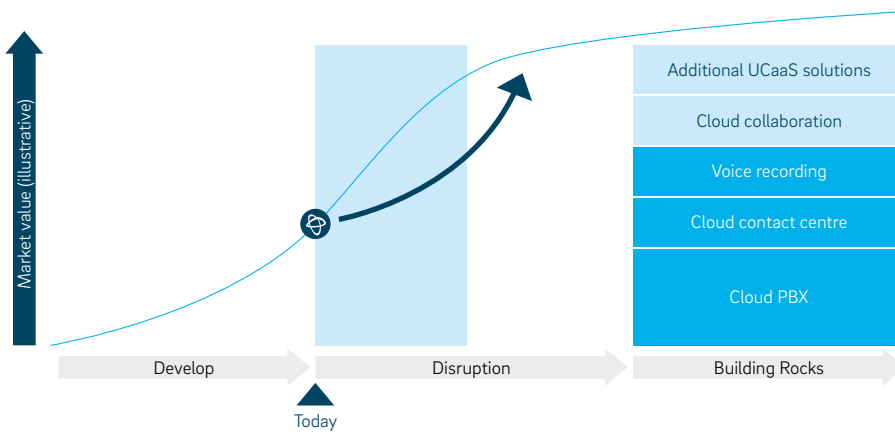 Market value (illustrative)
Additional UCaaS solutions
Cloud collaboration
Voice recording
Cloud contact centre
Cloud PBX
Develop
Disruption
Building Rocks
Today